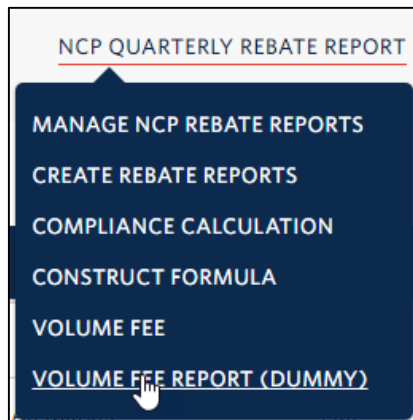 NCP QUARTERLY REBATE REPORT
MANAGE NCP REBATE REPORTS
CREATE REBATE REPORTS
COMPLIANCE CALCULATION
CONSTRUCT FORMULA
VOLUME FEE
VOLUME FEE REPORT (DUMMY)